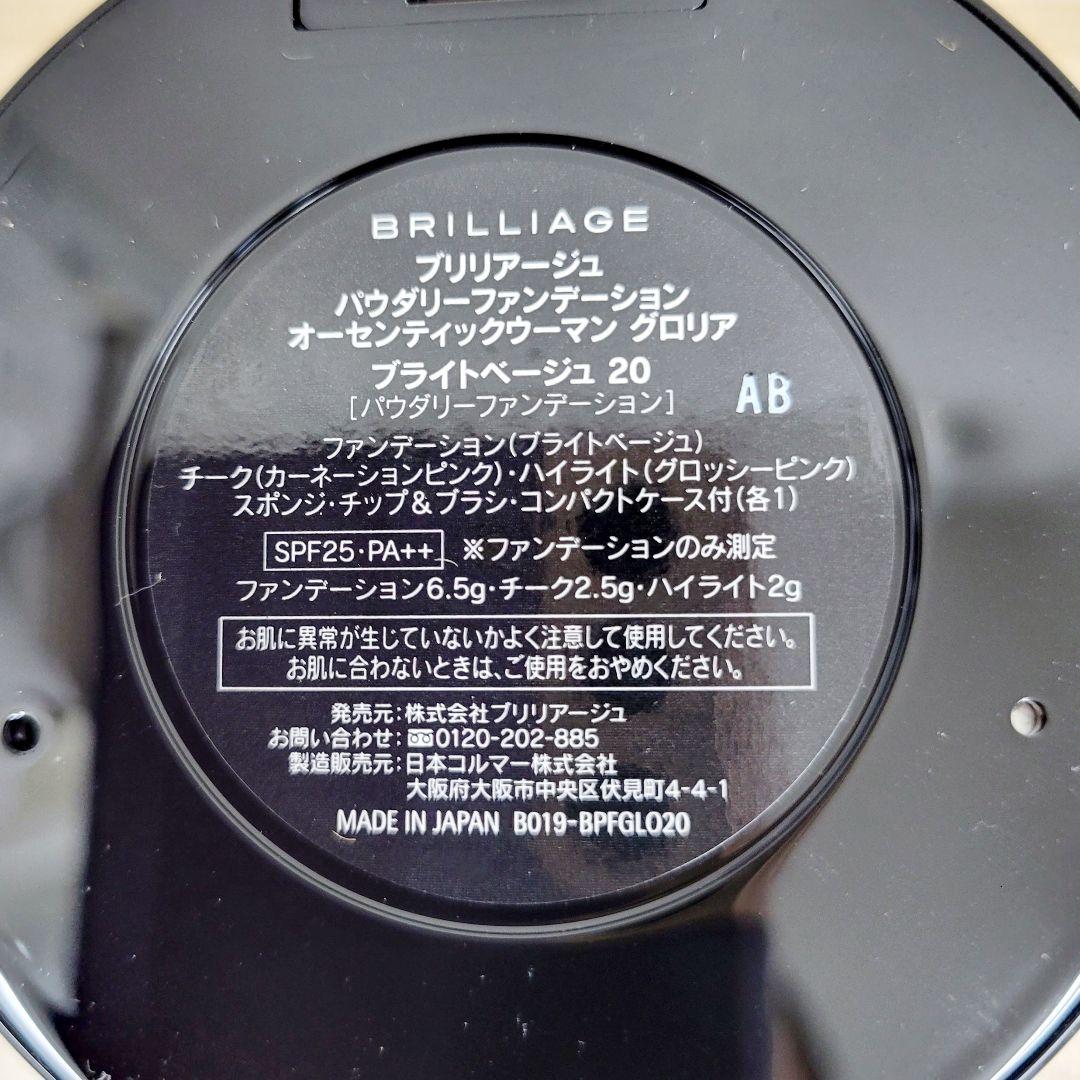 BRILLIAGE
ブリリアージュ
パウダリーファンデーション
オーセンティックウーマン グロリア
ブライトベージュ 20
AB
[パウダリーファンデーション]
ファンデーション(ブライトベージュ)
チーク(カーネーションピンク)・ハイライト(グロッシーピンク)
スポンジ・チップ&ブラシ・コンパクトケース付(各1)
SPF25・PA++ ※ファンデーションのみ測定
ファンデーション6.5g・チーク2.5g・ハイライト2g
お肌に異常が生じていないかよく注意して使用してください。
お肌に合わないときは、ご使用をおやめください。
発売元:株式会社ブリリアージュ
お問い合わせ:0120-202-885
製造販売元:日本コルマー株式会社
大阪府大阪市中央区伏見町4-4-1
MADE IN JAPAN B019-BPFGL020